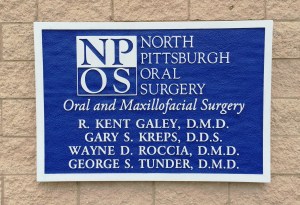 NP
OS
NORTH
PITTSBURGH
ORAL
SURGERY
Oral and Maxillofacial Surgery
R. KENT GALEY, D.M.D.
GARY S. KREPS, D.D.S.
WAYNE D. ROCCIA, D.M.D.
GEORGE S. TUNDER, D.M.D.